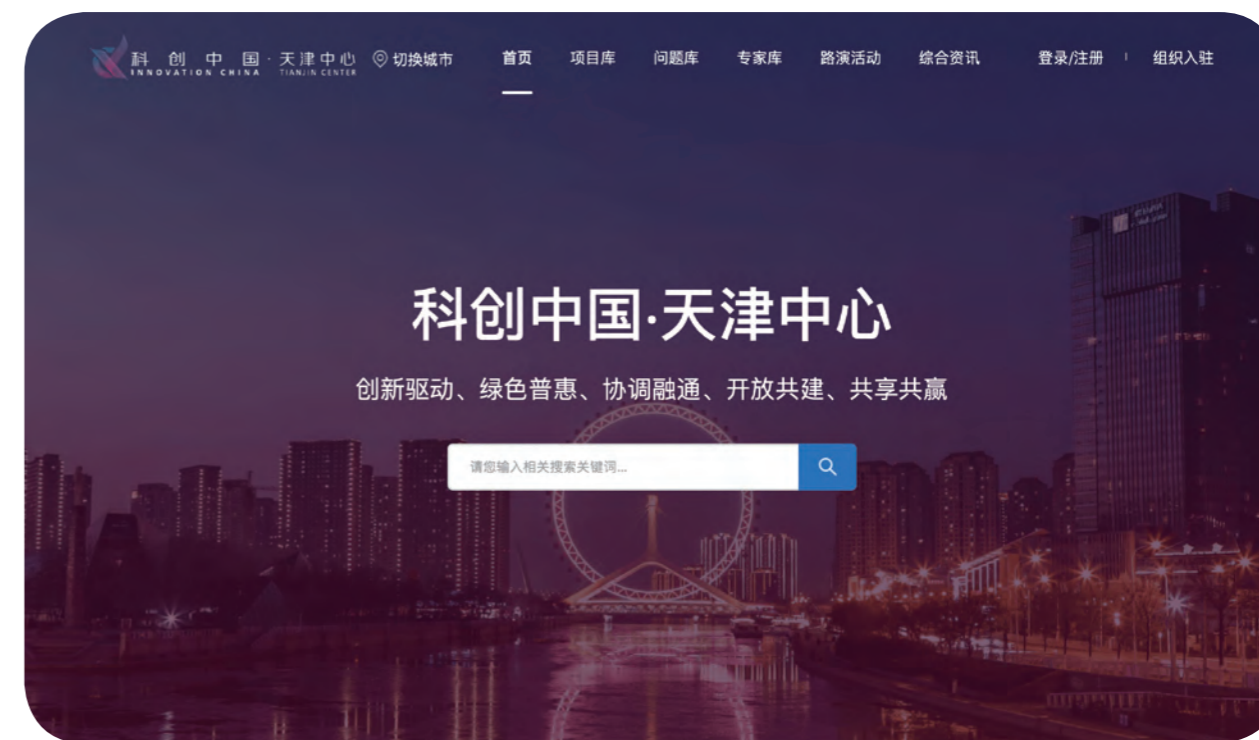 科创中国·天津中心 切换城市 首页 项目库 问题库 专家库 路演活动 综合资讯 登录/注册 组织入驻
INNOVATION CHINA TIANJIN CENTER
科创中国·天津中心
创新驱动、绿色普惠、协调融通、开放共建、共享共赢
请您输入相关搜索关键词...